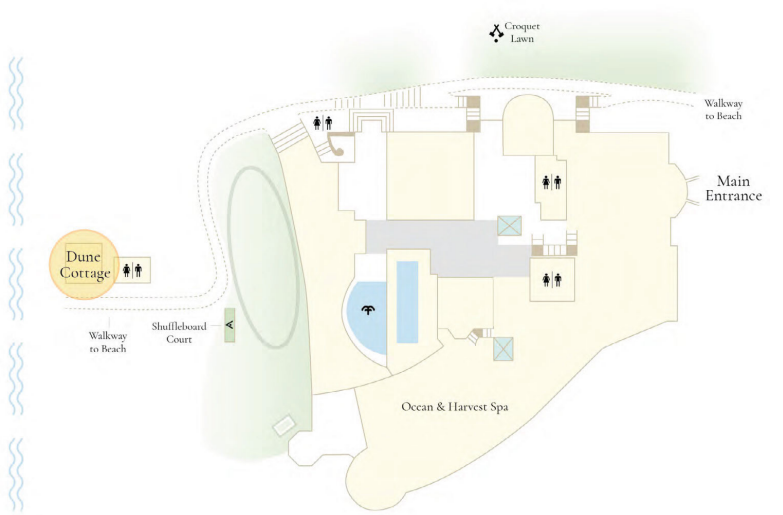 Croquet
Lawn
Walkway
to Beach
Main
Entrance
Dune
Cottage
Walkway
to Beach
Shuffleboard
Court
Ocean & Harvest Spa